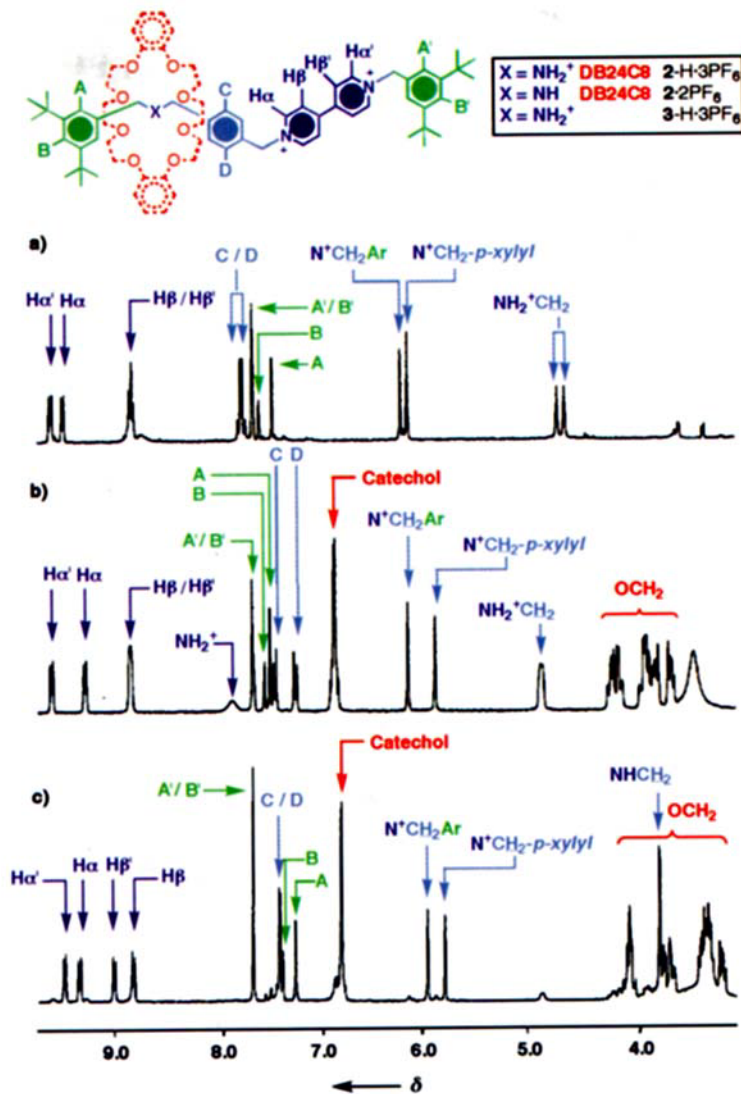 A
O O
O O
X
O O
O O
B
C
D
Hα
Hβ
Hβ'
Hα'
N
+
N
+
A'
B'
X = NH₂⁺ DB24C8 2-H·3PF₆
X = NH DB24C8 2·2PF₆
X = NH₂⁺ 3-H·3PF₆
a)
Hα' Hα
Hβ / Hβ'
C / D
A'/ B'
B
A
N⁺CH₂Ar
N⁺CH₂-p-xylyl
NH₂⁺CH₂
b)
Hα' Hα
Hβ / Hβ'
NH₂⁺
A'/ B'
B
A
C D
Catechol
N⁺CH₂Ar
N⁺CH₂-p-xylyl
NH₂⁺CH₂
OCH₂
c)
Hα' Hα Hβ' Hβ
A'/ B'
C / D
B
A
Catechol
N⁺CH₂Ar
N⁺CH₂-p-xylyl
NHCH₂
OCH₂
9.0 8.0 7.0 6.0 5.0 4.0
δ